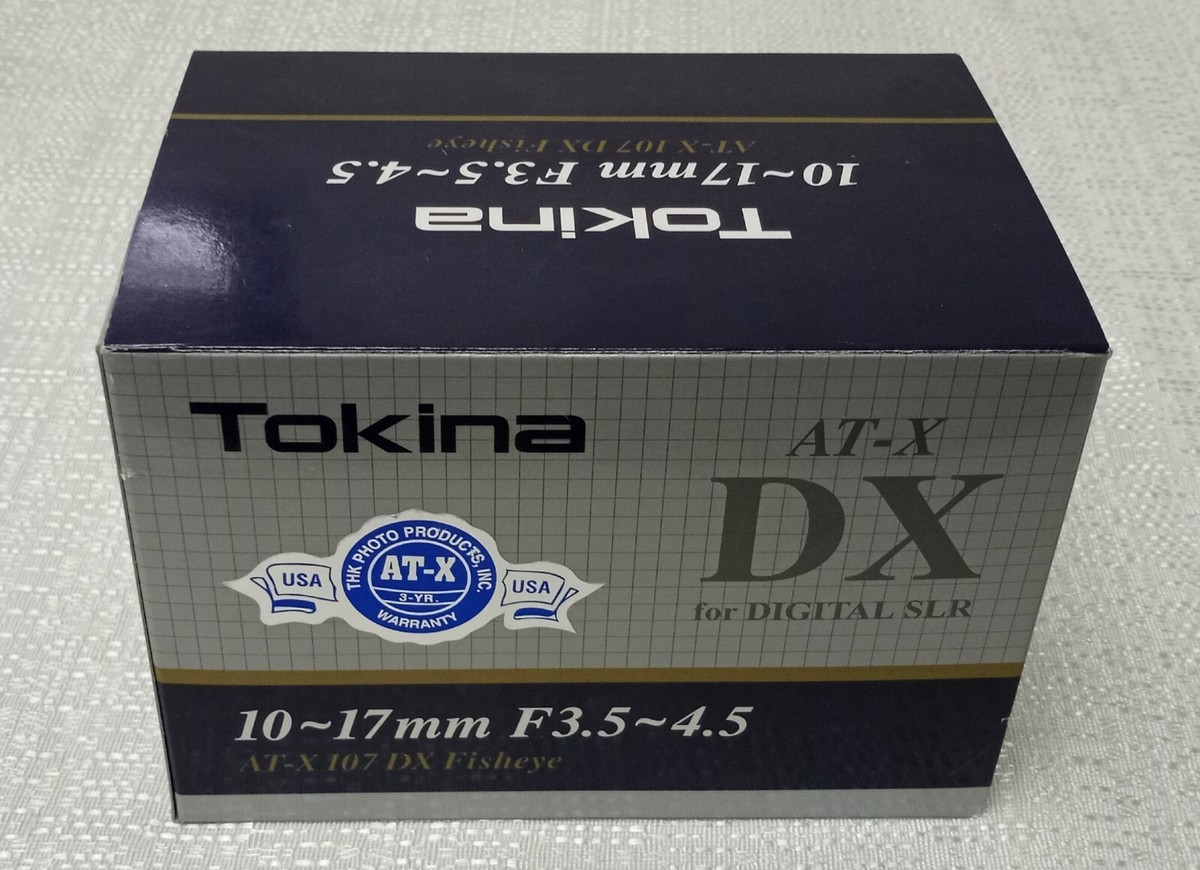 AT-X 107 DX Fisheye
10~17mm F3.5~4.5
Tokina
Tokina
AT-X
DX
for DIGITAL SLR
THK PHOTO PRODUCTS, INC.
USA
AT-X
USA
3-YR.
WARRANTY
10~17mm F3.5~4.5
AT-X 107 DX Fisheye